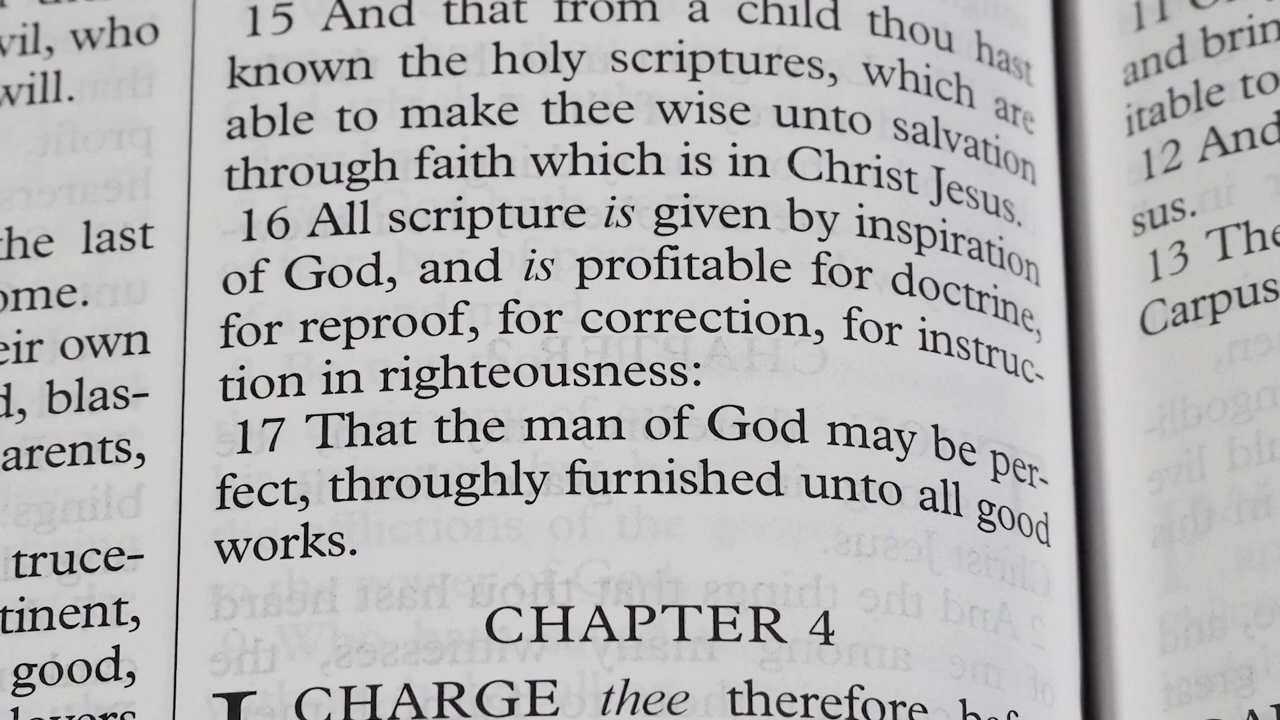 vil, who
will.
the last
ome.
eir own
d, blas-
arents,
truce-
tinent,
good,
lovers
15 And that from a child thou hast
known the holy scriptures, which are
able to make thee wise unto salvation
through faith which is in Christ Jesus.
16 All scripture is given by inspiration
of God, and is profitable for doctrine,
for reproof, for correction, for instruc-
tion in righteousness:
17 That the man of God may be per-
fect, throughly furnished unto all good
works.
CHAPTER 4
I CHARGE thee therefore bef
11
and brin
itable to
12 And
sus.
13 The
Carpus